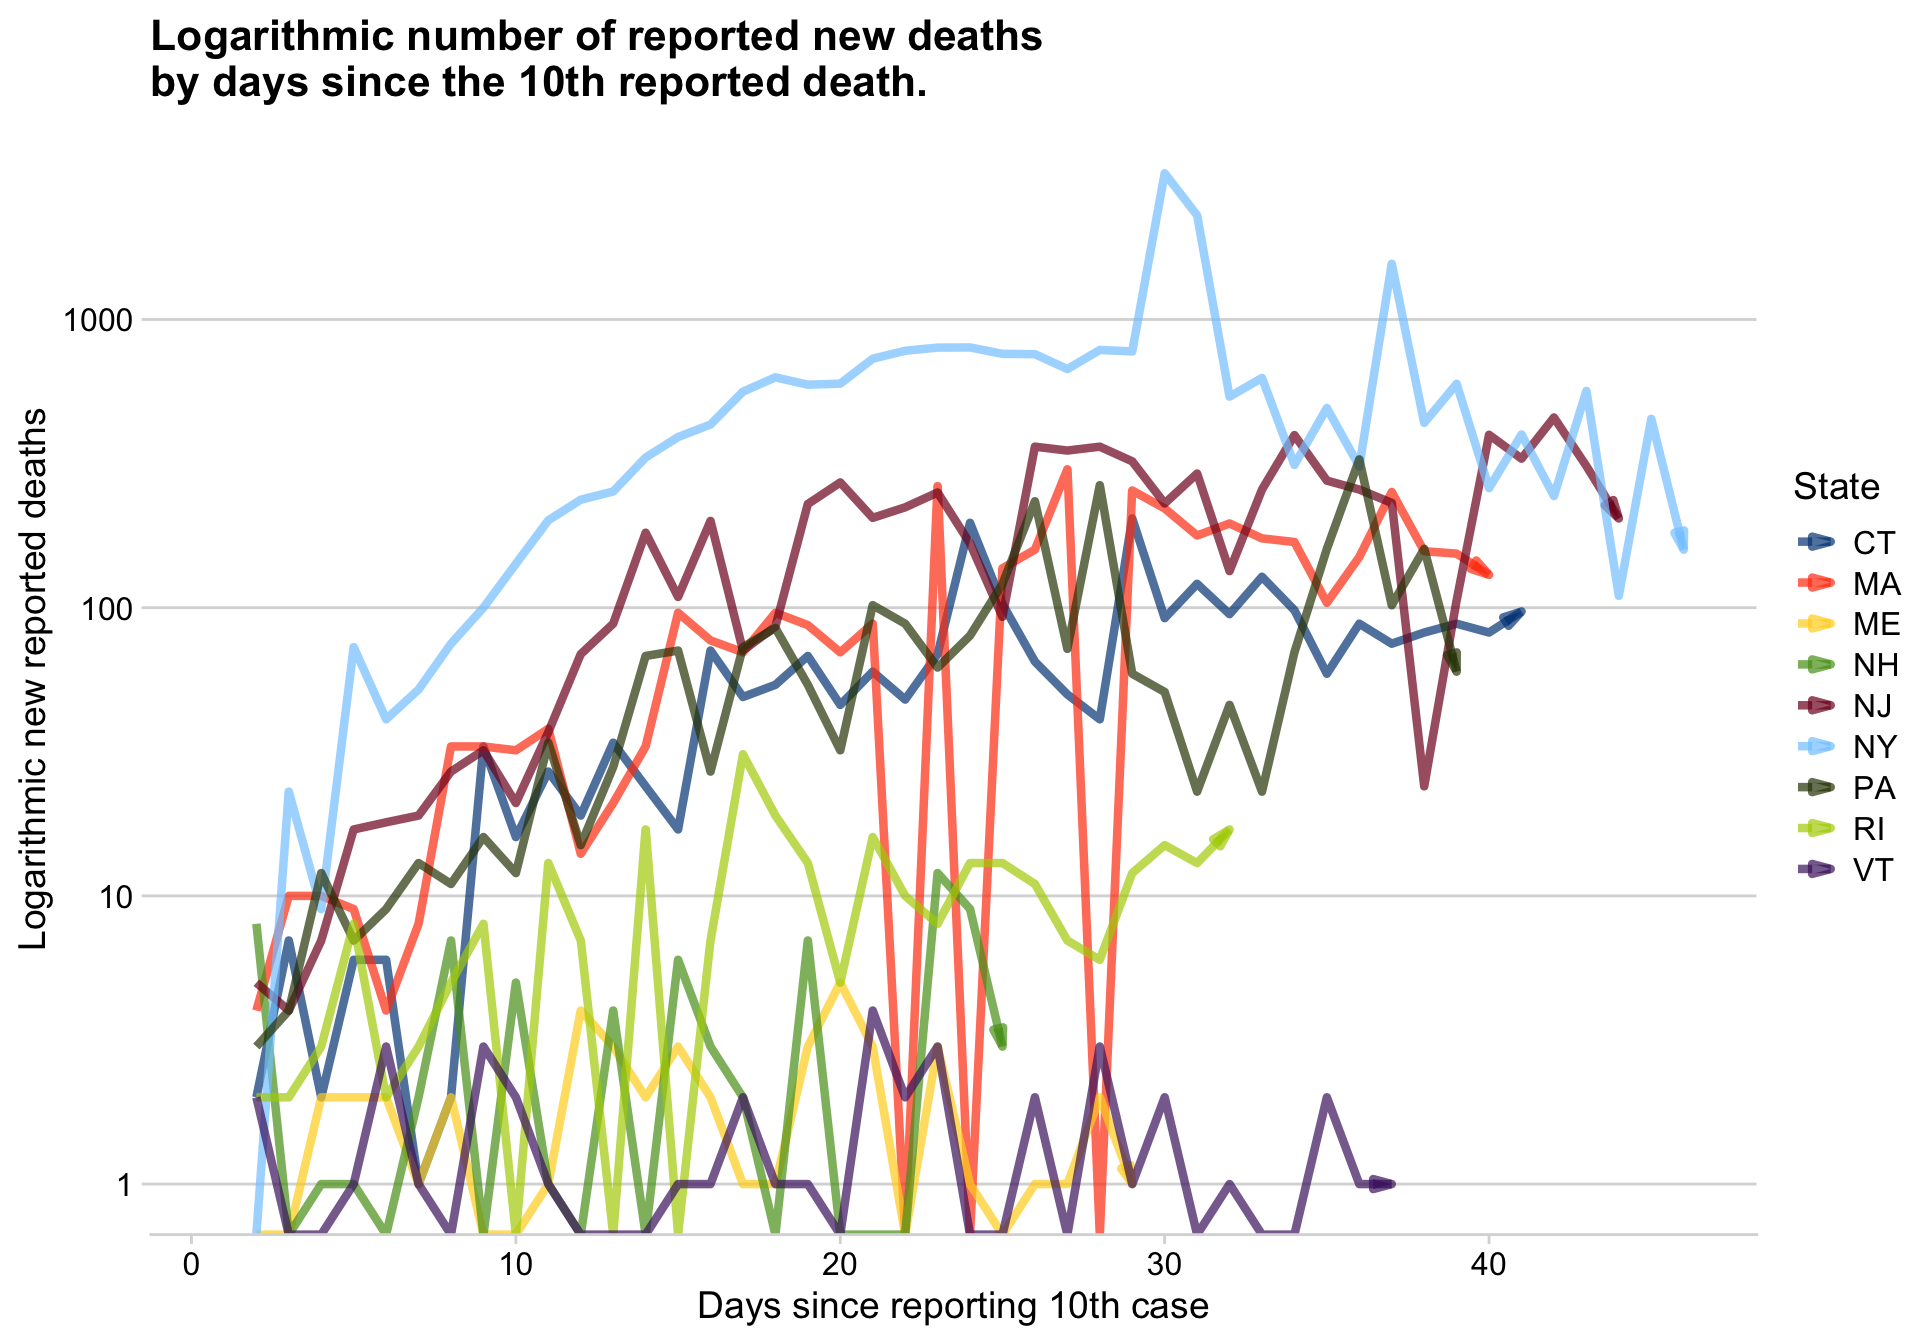 Logarithmic number of reported new deaths
by days since the 10th reported death.
Logarithmic new reported deaths
1000
100
10
1
0
10
20
30
40
Days since reporting 10th case
State
CT
MA
ME
NH
NJ
NY
PA
RI
VT